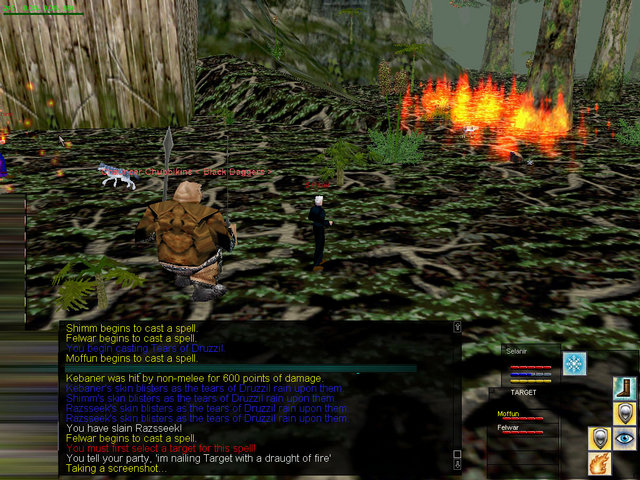 Chubbikins - Black Daggers
Shimm begins to cast a spell.
Felwar begins to cast a spell.
You begin casting Tears of Druzzil.
Moffun begins to cast a spell.
Kebaner was hit by non-melee for 600 points of damage.
Kebaner's skin blisters as the tears of Druzzil rain upon them.
Shimm's skin blisters as the tears of Druzzil rain upon them.
Razsseek's skin blisters as the tears of Druzzil rain upon them.
Razsseek's skin blisters as the tears of Druzzil rain upon them.
You have slain Razsseek!
Felwar begins to cast a spell.
You must first select a target for this spell!
You tell your party, 'im nailing Target with a draught of fire'
Taking a screenshot...
Selanir
TARGET
Moffun
Felwar